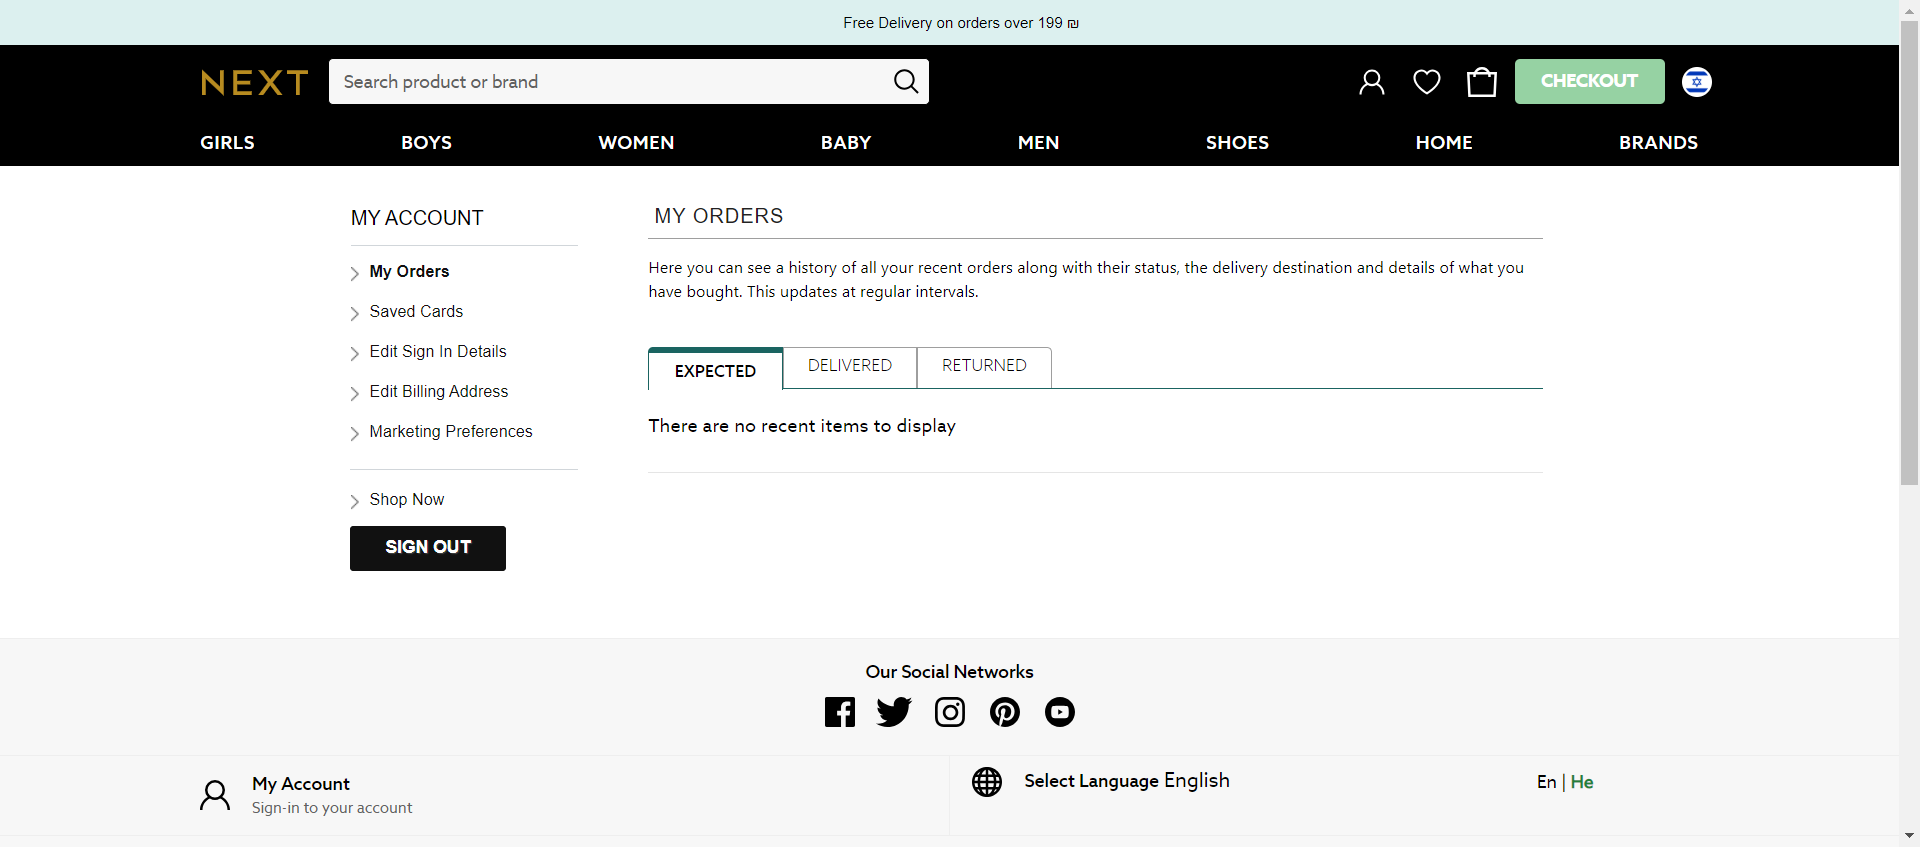 Free Delivery on orders over 199 ₪
NEXT
Search product or brand
CHECKOUT
GIRLS BOYS WOMEN BABY MEN SHOES HOME BRANDS
MY ACCOUNT
My Orders
Saved Cards
Edit Sign In Details
Edit Billing Address
Marketing Preferences
Shop Now
SIGN OUT
MY ORDERS
Here you can see a history of all your recent orders along with their status, the delivery destination and details of what you
have bought. This updates at regular intervals.
EXPECTED DELIVERED RETURNED
There are no recent items to display
Our Social Networks
My Account
Sign-in to your account
Select Language English
En | He